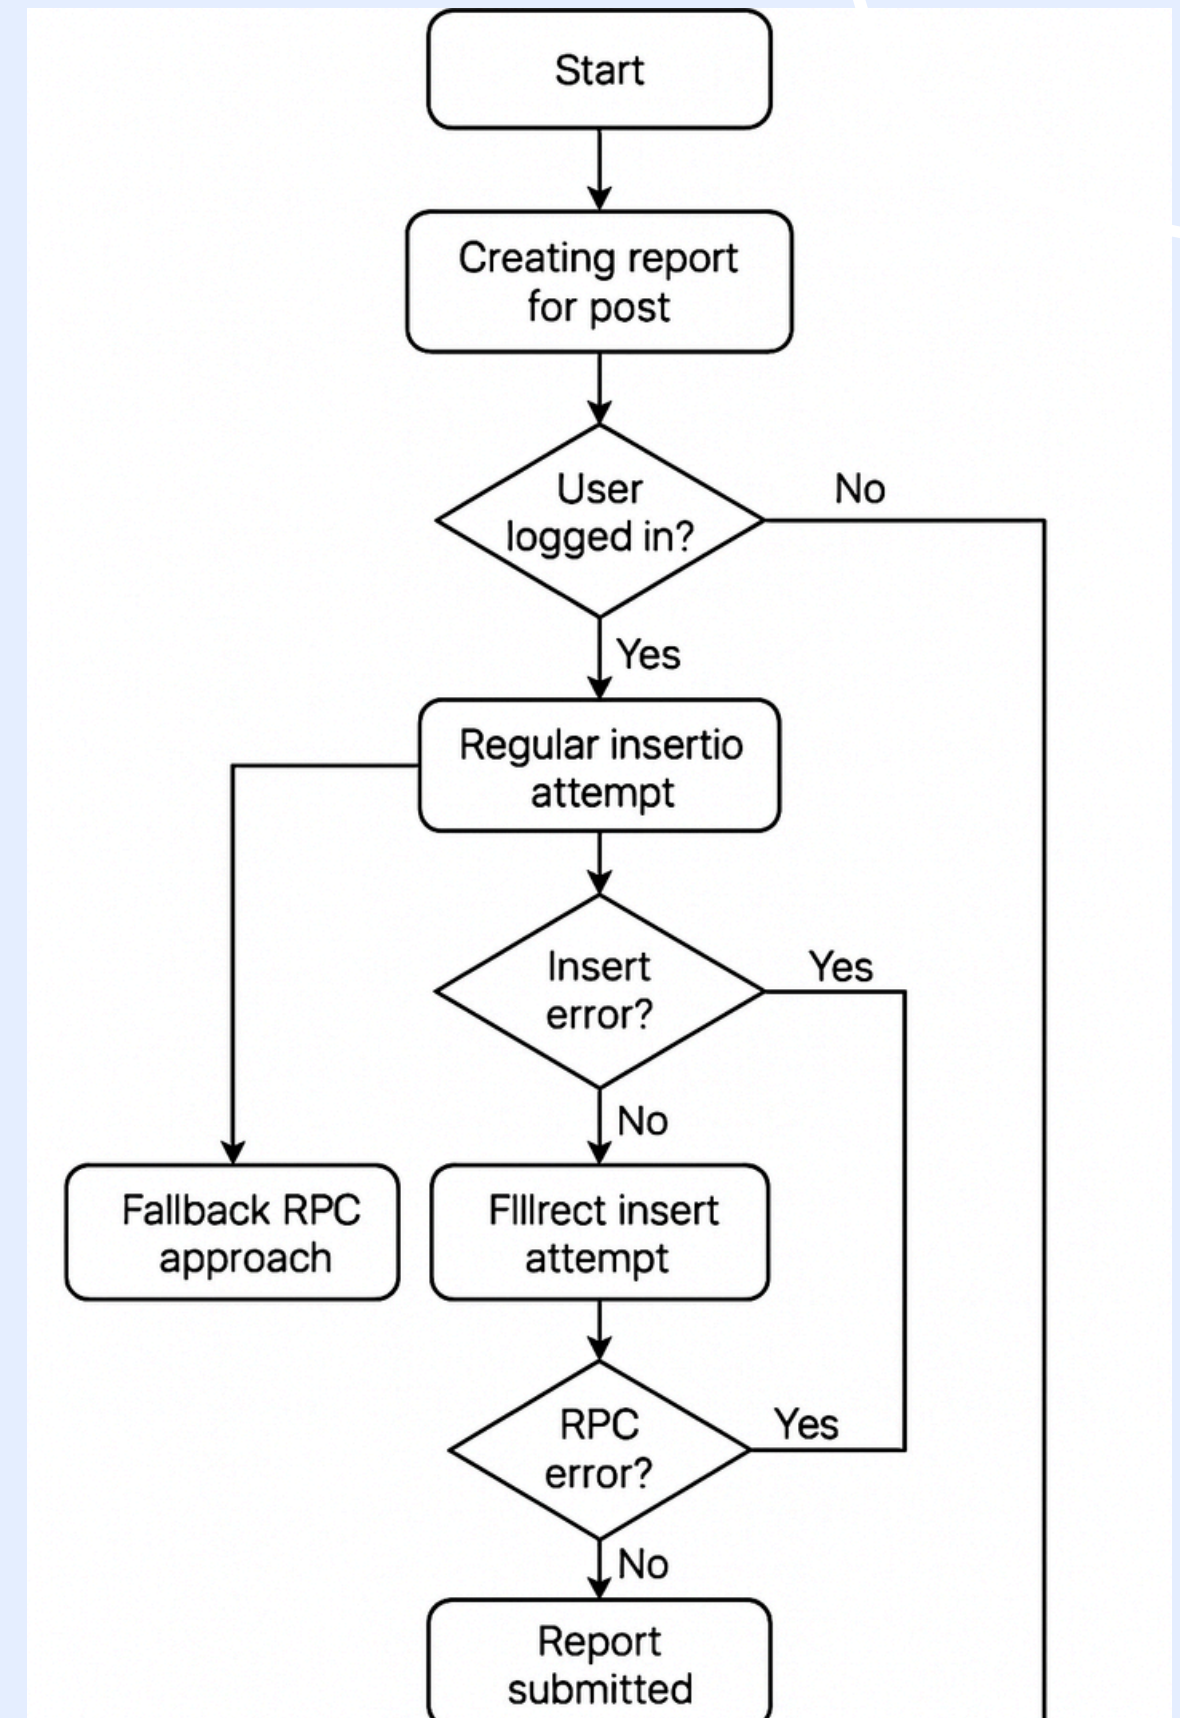 Start
Creating report
for post
User
logged in?
No
Yes
Regular insertio
attempt
Insert
error?
Yes
No
Fallback RPC
approach
Flllrect insert
attempt
RPC
error?
Yes
No
Report
submitted